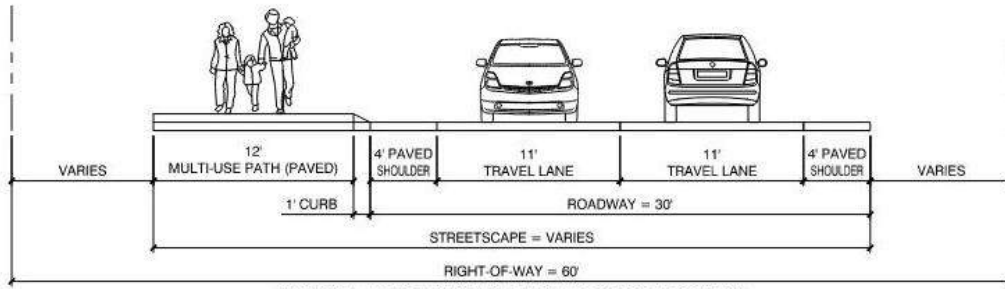 VARIES
12'
MULTI-USE PATH (PAVED)
4' PAVED
SHOULDER
11'
TRAVEL LANE
11'
TRAVEL LANE
4' PAVED
SHOULDER
VARIES
1' CURB
ROADWAY = 30'
STREETSCAPE = VARIES
RIGHT-OF-WAY = 60'